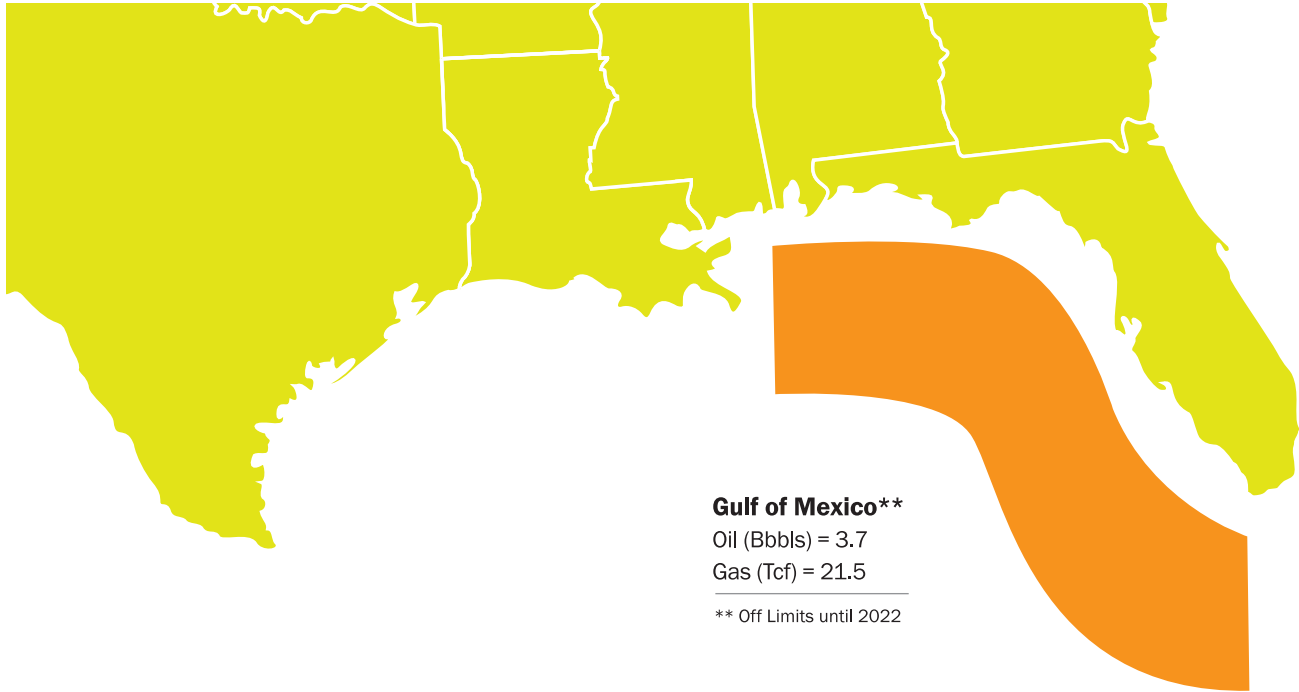 Gulf of Mexico**
Oil (Bbbls) = 3.7
Gas (Tcf) = 21.5
** Off Limits until 2022